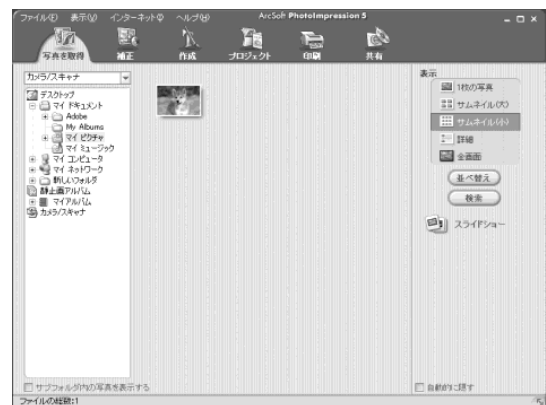 ファイル(F) 表示(V) インターネット(I) ヘルプ(H) ArcSoft PhotoImpression 5
写真を取得 補正 作成 プロジェクト 印刷 共有
カメラ/スキャナ
デスクトップ
マイ ドキュメント
Adobe
My Albums
マイ ピクチャ
マイ ミュージック
マイ コンピュータ
マイ ネットワーク
新しいフォルダ
静止画アルバム
マイアルバム
カメラ/スキャナ
表示
1枚の写真
サムネイル(大)
サムネイル(小)
詳細
全画面
並べ替え
検索
スライドショー
サブフォルダ内の写真を表示する
自動的に隠す
ファイルの総数:1